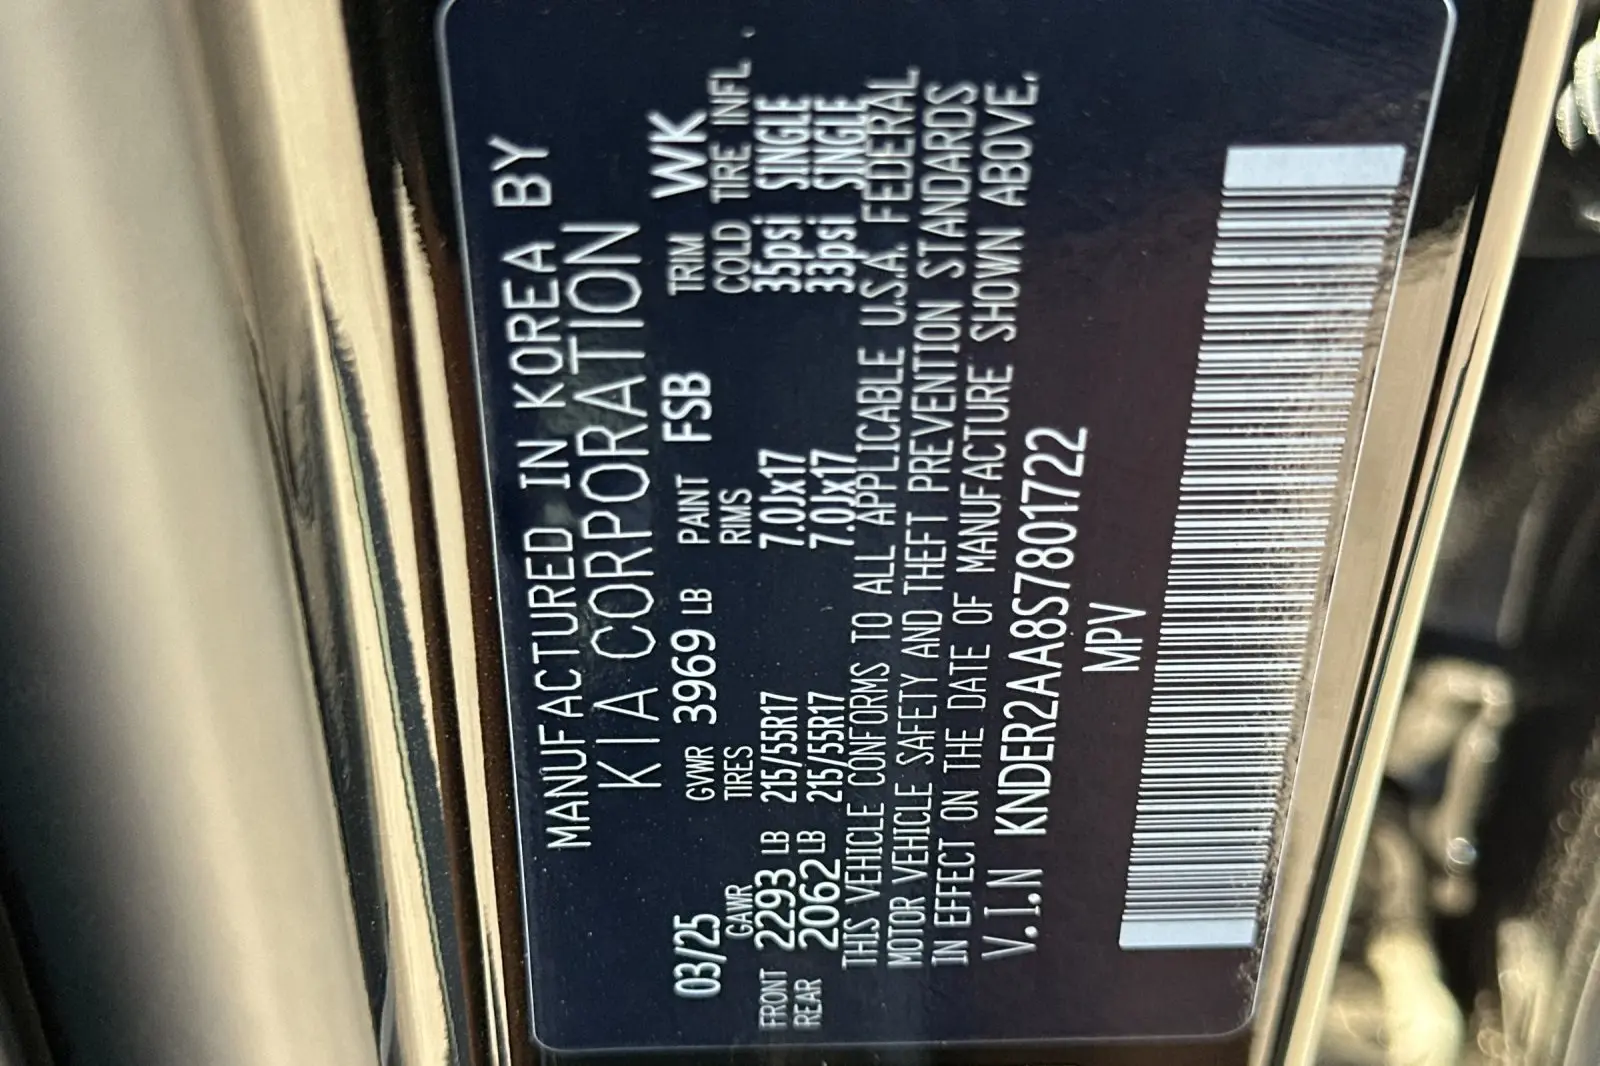 MANUFACTURED IN KOREA BY
KIA CORPORATION
03/25 GVWR 3969 LB PAINT FSB TRIM WK
GAWR TIRES RIMS COLD TIRE INFL.
FRONT 2293 LB 215/55R17 7.0Jx17 35psi SINGLE
REAR 2062 LB 215/55R17 7.0Jx17 33psi SINGLE
THIS VEHICLE CONFORMS TO ALL APPLICABLE U.S.A. FEDERAL
MOTOR VEHICLE SAFETY AND THEFT PREVENTION STANDARDS
IN EFFECT ON THE DATE OF MANUFACTURE SHOWN ABOVE.
V.I.N KNDER2AA8S7801722
MPV